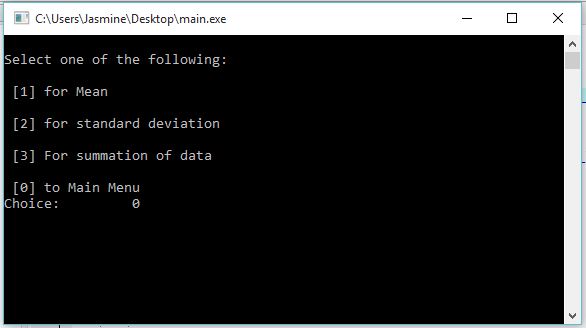 C:\Users\Jasmine\Desktop\main.exe
Select one of the following:
[1] for Mean
[2] for standard deviation
[3] For summation of data
[0] to Main Menu
Choice:         0